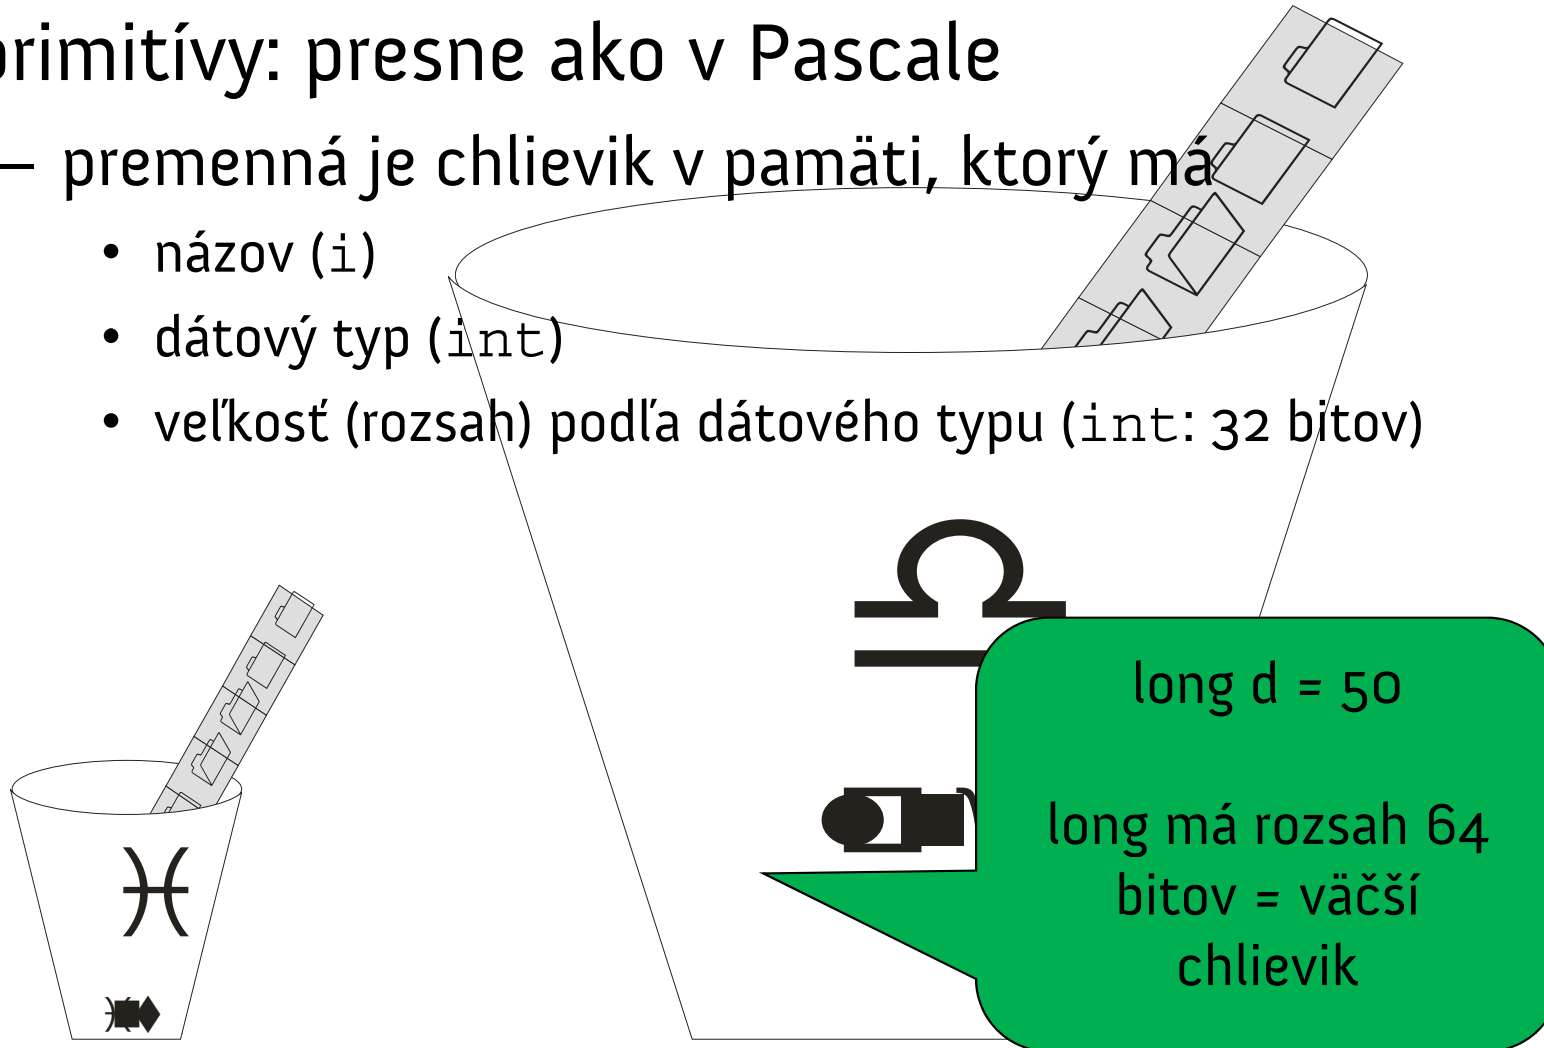 primitívy: presne ako v Pascale
– premenná je chlievik v pamäti, ktorý má
• názov (i)
• dátový typ (int)
• veľkosť (rozsah) podľa dátového typu (int: 32 bitov)
long d = 50
long má rozsah 64
bitov = väčší
chlievik